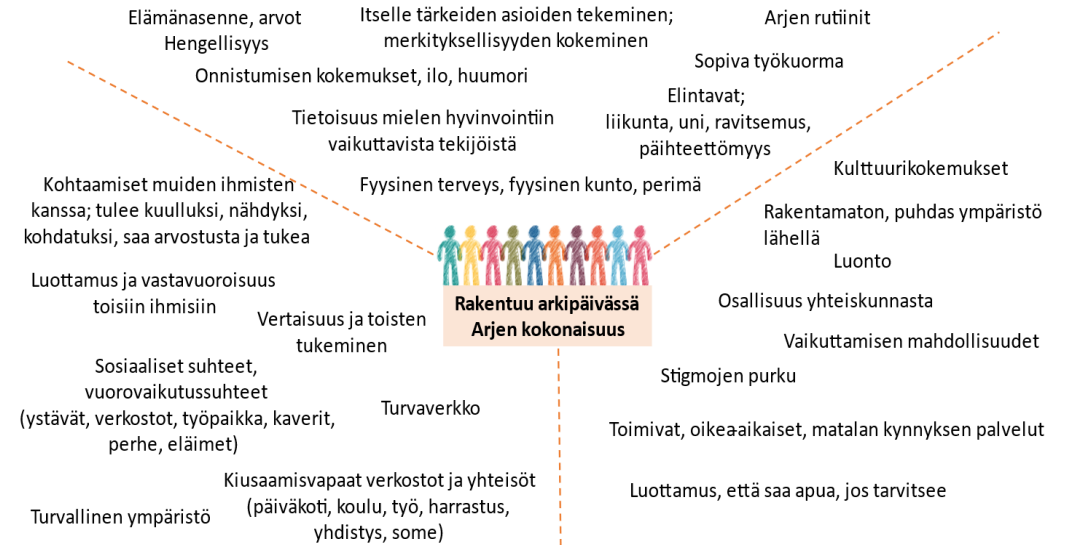 Elämänasenne, arvot
Hengellisyys
Itselle tärkeiden asioiden tekeminen;
merkityksellisyyden kokeminen
Arjen rutiinit
Onnistumisen kokemukset, ilo, huumori
Sopiva työkuorma
Tietoisuus mielen hyvinvointiin
vaikuttavista tekijöistä
Elintavat;
liikunta, uni, ravitsemus,
päihteettömyys
Fyysinen terveys, fyysinen kunto, perimä
Kohtaamiset muiden ihmisten
kanssa; tulee kuulluksi, nähdyksi,
kohdatuksi, saa arvostusta ja tukea
Luottamus ja vastavuoroisuus
toisiin ihmisiin
Vertaisuus ja toisten
tukeminen
Sosiaaliset suhteet,
vuorovaikutussuhteet
(ystävät, verkostot, työpaikka, kaverit,
perhe, eläimet)
Turvaverkko
Kiusaamisvapaat verkostot ja yhteisöt
(päiväkoti, koulu, työ, harrastus,
yhdistys, some)
Turvallinen ympäristö
Rakentuu arkipäivässä
Arjen kokonaisuus
Kulttuurikokemukset
Rakentamaton, puhdas ympäristö
lähellä
Luonto
Osallisuus yhteiskunnasta
Vaikuttamisen mahdollisuudet
Stigmojen purku
Toimivat, oikea-aikaiset, matalan kynnyksen palvelut
Luottamus, että saa apua, jos tarvitsee